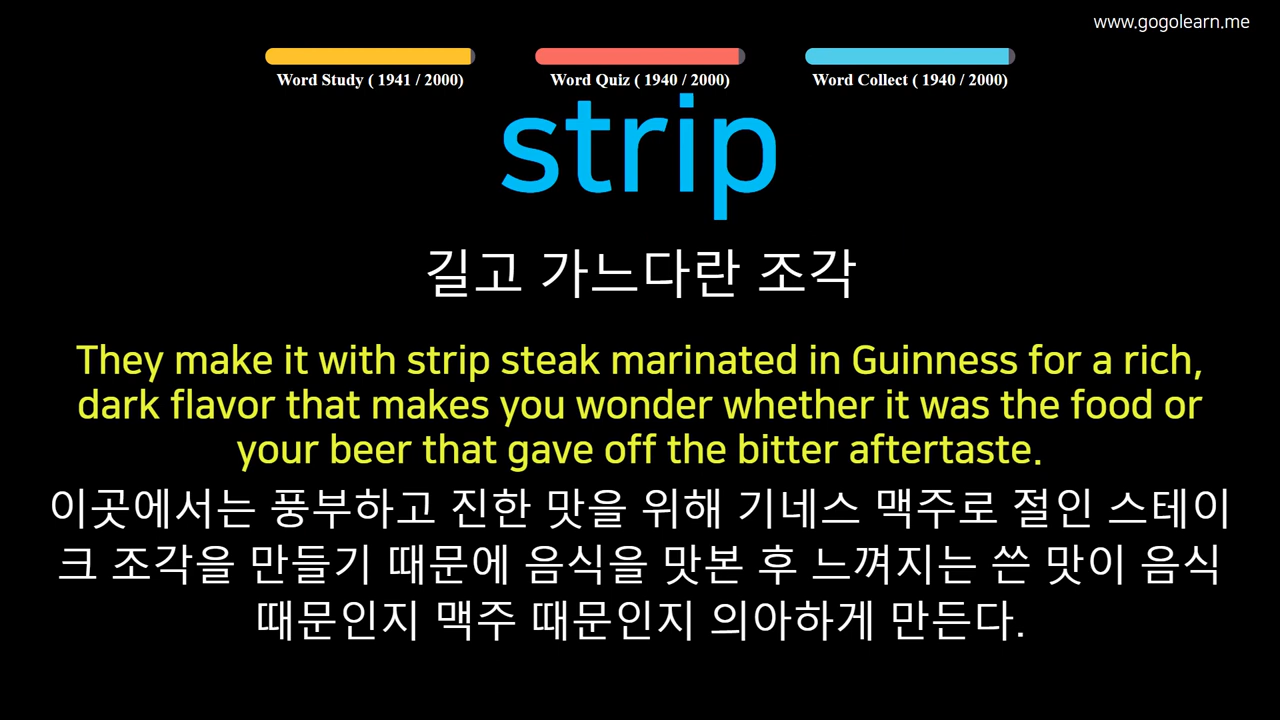 www.gogolearn.me
Word Study ( 1941 / 2000) Word Quiz ( 1940 / 2000) Word Collect ( 1940 / 2000)
strip
길고 가느다란 조각
They make it with strip steak marinated in Guinness for a rich,
dark flavor that makes you wonder whether it was the food or
your beer that gave off the bitter aftertaste.
이곳에서는 풍부하고 진한 맛을 위해 기네스 맥주로 절인 스테이
크 조각을 만들기 때문에 음식을 맛본 후 느껴지는 쓴 맛이 음식
때문인지 맥주 때문인지 의아하게 만든다.